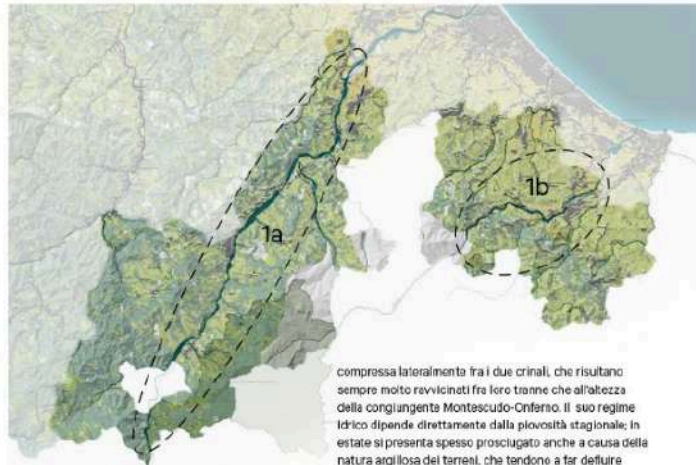 1a
1b
compressa lateralmente fra i due crinali, che risultano
sempre molto ravvicinati fra loro tranne che all'altezza
della congiungente Montescudo-Onferno. Il suo regime
idrico dipende direttamente dalla piovosità stagionale; in
estate si presenta spesso prosciugato anche a causa della
natura argillosa dei terreni, che tendono a far defluire